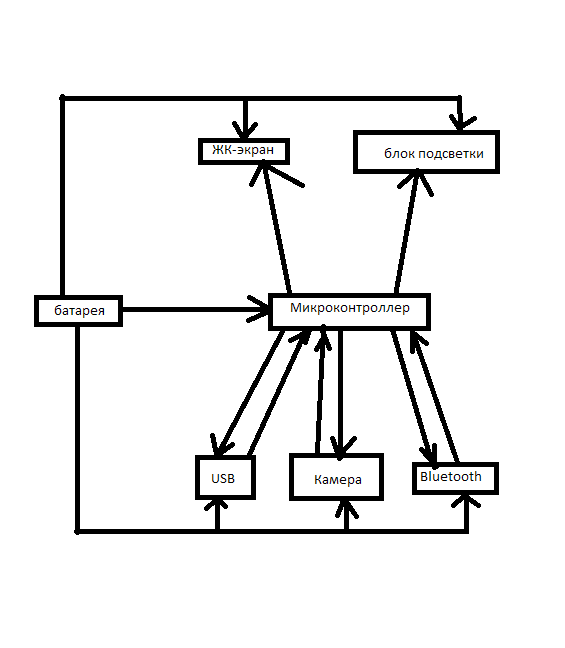 ЖК-экран
блок подсветки
батарея
Микроконтроллер
USB
Камера
Bluetooth